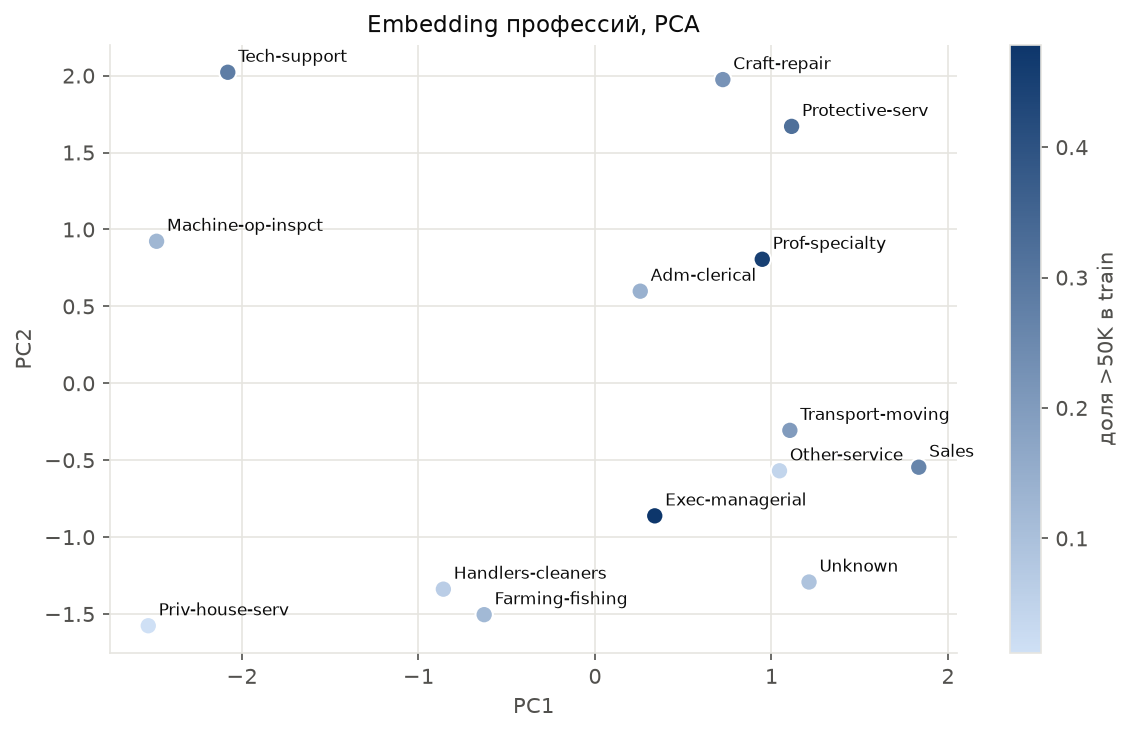 Embedding профессий, PCA
Tech-support
Craft-repair
Protective-serv
Machine-op-inspct
Prof-specialty
Adm-clerical
Transport-moving
Other-service
Sales
Exec-managerial
Unknown
Handlers-cleaners
Farming-fishing
Priv-house-serv
2.0
1.5
1.0
0.5
0.0
−0.5
−1.0
−1.5
PC2
−2
−1
0
1
2
PC1
0.4
0.3
0.2
0.1
доля >50K в train